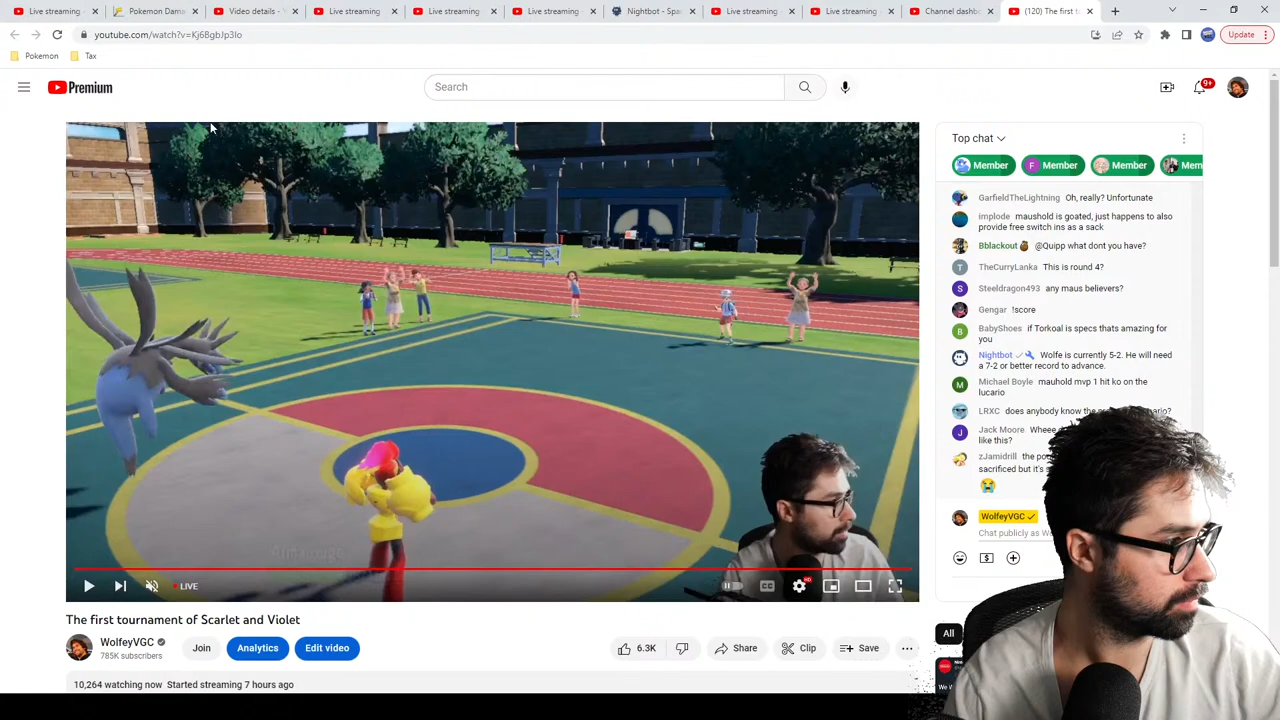 Live streaming
Pokemon Dama
Video details - Y
Live streaming
Live streaming
Live streaming
Nightbot - Spa
Live streaming
Live streaming
Channel dashb
(120) The first t
youtube.com/watch?v=Kj6BgbJp3Io
Update
Pokemon
Tax
Premium
Search
9+
Top chat
Member
F Member
Member
Mem
GarfieldTheLightning Oh, really? Unfortunate
implode maushold is goated, just happens to also
provide free switch ins as a sack
Bblackout @Quipp what dont you have?
T TheCurryLanka This is round 4?
S Steeldragon493 any maus believers?
Gengar !score
B BabyShoes if Torkoal is specs thats amazing for
you
Nightbot Wolfe is currently 5-2. He will need
a 7-2 or better record to advance.
M Michael Boyle mauhold mvp 1 hit ko on the
lucario
LRXC does anybody know the
J Jack Moore
like this?
zJamidrill the
sacrificed but it's
WolfeyVGC
Chat publicly as
LIVE
CC
HD
The first tournament of Scarlet and Violet
WolfeyVGC
785K subscribers
Join
Analytics
Edit video
6.3K
Share
Clip
Save
All
10,264 watching now Started streaming 7 hours ago